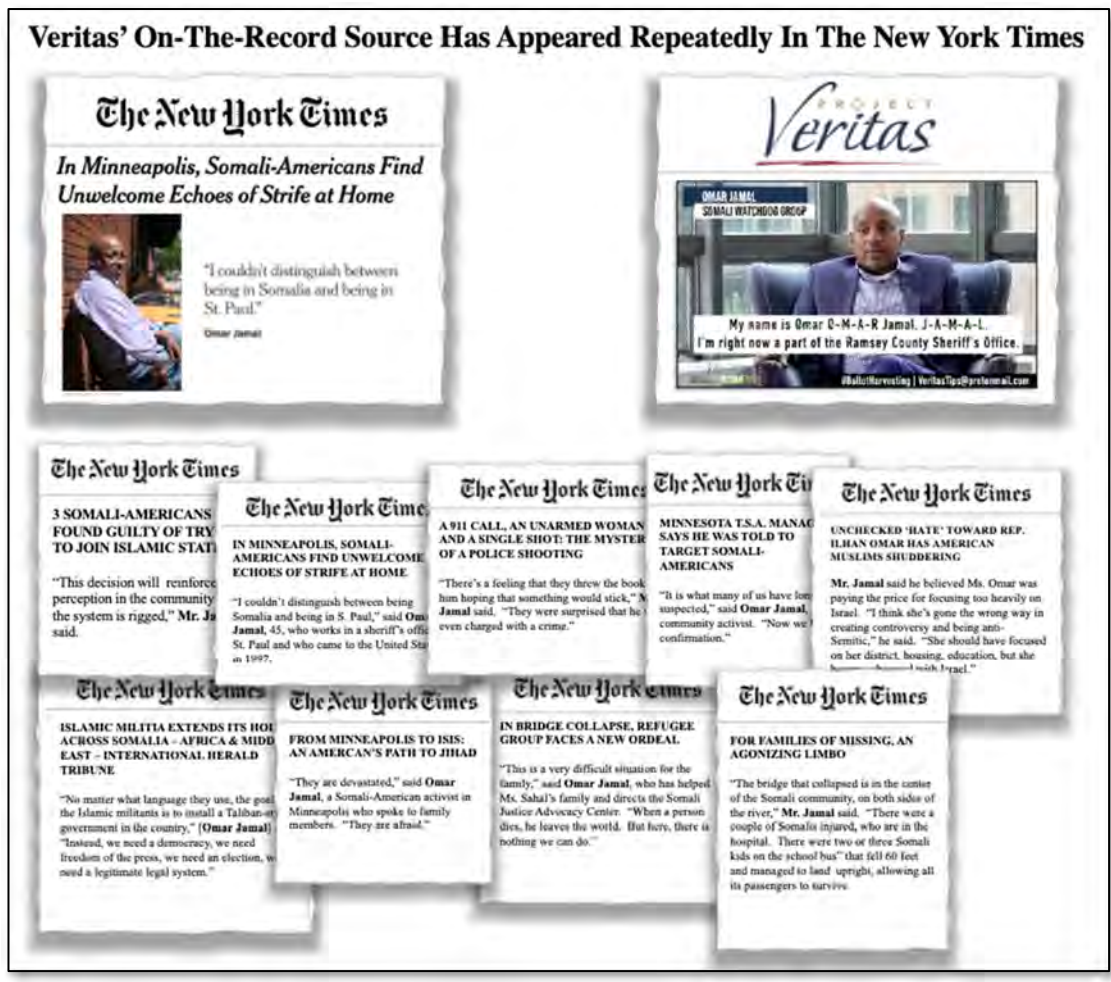 Veritas' On-The-Record Source Has Appeared Repeatedly In The New York Times
The New York Times
In Minneapolis, Somali-Americans Find
Unwelcome Echoes of Strife at Home
"I couldn't distinguish between
being in Somalia and being in
St. Paul."
Omar Jamal
PROJECT
Veritas
OMAR JAMAL
SOMALI WATCHDOG GROUP
My name is Omar O-M-A-R Jamal, J-A-M-A-L.
I'm right now a part of the Ramsey County Sheriff's Office.
#BallotHarvesting | VeritasTips@protonmail.com
The New York Times
3 SOMALI-AMERICANS
FOUND GUILTY OF TRY
TO JOIN ISLAMIC STAT
"This decision will reinforce
perception in the community
the system is rigged," Mr. Ja
said.
The New York Time
IN MINNEAPOLIS, SOMALI-
AMERICANS FIND UNWELCOME
ECHOES OF STRIFE AT HOME
"I couldn't distinguish between being
Somalia and being in S. Paul," said Om
Jamal, 45, who works in a sheriff's offic
St. Paul and who came to the United Sta
in 1997.
The New York Times
A 911 CALL, AN UNARMED WOMAN
AND A SINGLE SHOT: THE MYSTER
OF A POLICE SHOOTING
"There's a feeling that they threw the book
him hoping that something would stick," M
Jamal said. "They were surprised that he
even charged with a crime."
The New York Ti
MINNESOTA T.S.A. MANAG
SAYS HE WAS TOLD TO
TARGET SOMALI-
AMERICANS
"It is what many of us have lon
suspected," said Omar Jamal,
community activist. "Now we
confirmation."
The New York Times
UNCHECKED 'HATE' TOWARD REP.
ILHAN OMAR HAS AMERICAN
MUSLIMS SHUDDERING
Mr. Jamal said he believed Ms. Omar was
paying the price for focusing too heavily on
Israel. "I think she's gone the wrong way in
creating controversy and being anti-
Semitic," he said. "She should have focused
on her district, housing, education, but she
with Israel."
The New York Times
ISLAMIC MILITIA EXTENDS ITS HOL
ACROSS SOMALIA – AFRICA & MIDD
EAST – INTERNATIONAL HERALD
TRIBUNE
"No matter what language they use, the goal
the Islamic militants is to install a Taliban-st
government in the country," [Omar Jamal]
"Instead, we need a democracy, we need
freedom of the press, we need an election, w
need a legitimate legal system."
The New York Times
FROM MINNEAPOLIS TO ISIS:
AN AMERCAN'S PATH TO JIHAD
"They are devastated," said Omar
Jamal, a Somali-American activist in
Minneapolis who spoke to family
members. "They are afraid."
The New York Times
IN BRIDGE COLLAPSE, REFUGEE
GROUP FACES A NEW ORDEAL
"This is a very difficult situation for the
family," said Omar Jamal, who has helped
Ms. Sahal's family and directs the Somali
Justice Advocacy Center. "When a person
dies, he leaves the world. But here, there is
nothing we can do."
The New York Times
FOR FAMILIES OF MISSING, AN
AGONIZING LIMBO
"The bridge that collapsed is in the center
of the Somali community, on both sides of
the river," Mr. Jamal said. "There were a
couple of Somalis injured, who are in the
hospital. There were two or three Somali
kids on the school bus" that fell 60 feet
and managed to land upright, allowing all
its passengers to survive.